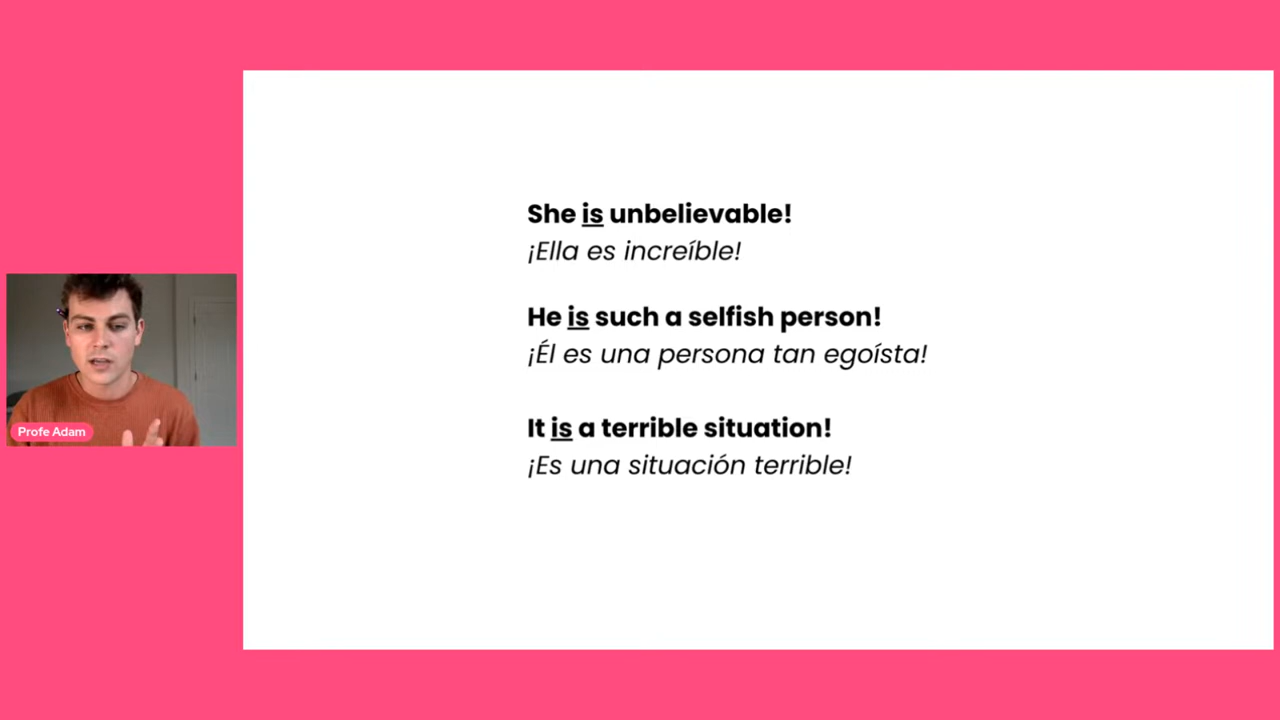 She is unbelievable!
¡Ella es increíble!
He is such a selfish person!
¡Él es una persona tan egoísta!
It is a terrible situation!
¡Es una situación terrible!
Profe Adam